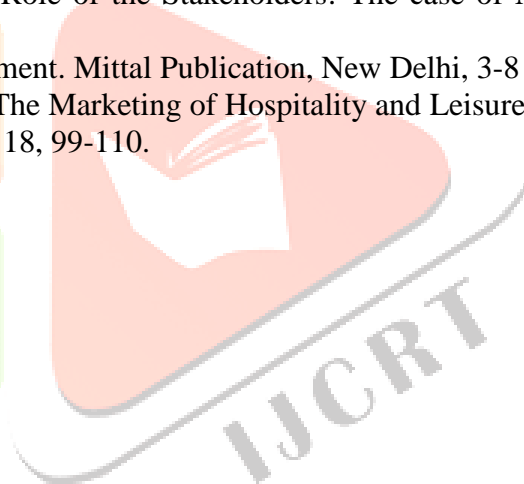 Role of the Stakeholders: The case of
ment. Mittal Publication, New Delhi, 3-8
The Marketing of Hospitality and Leisure
18, 99-110.
IJCRT